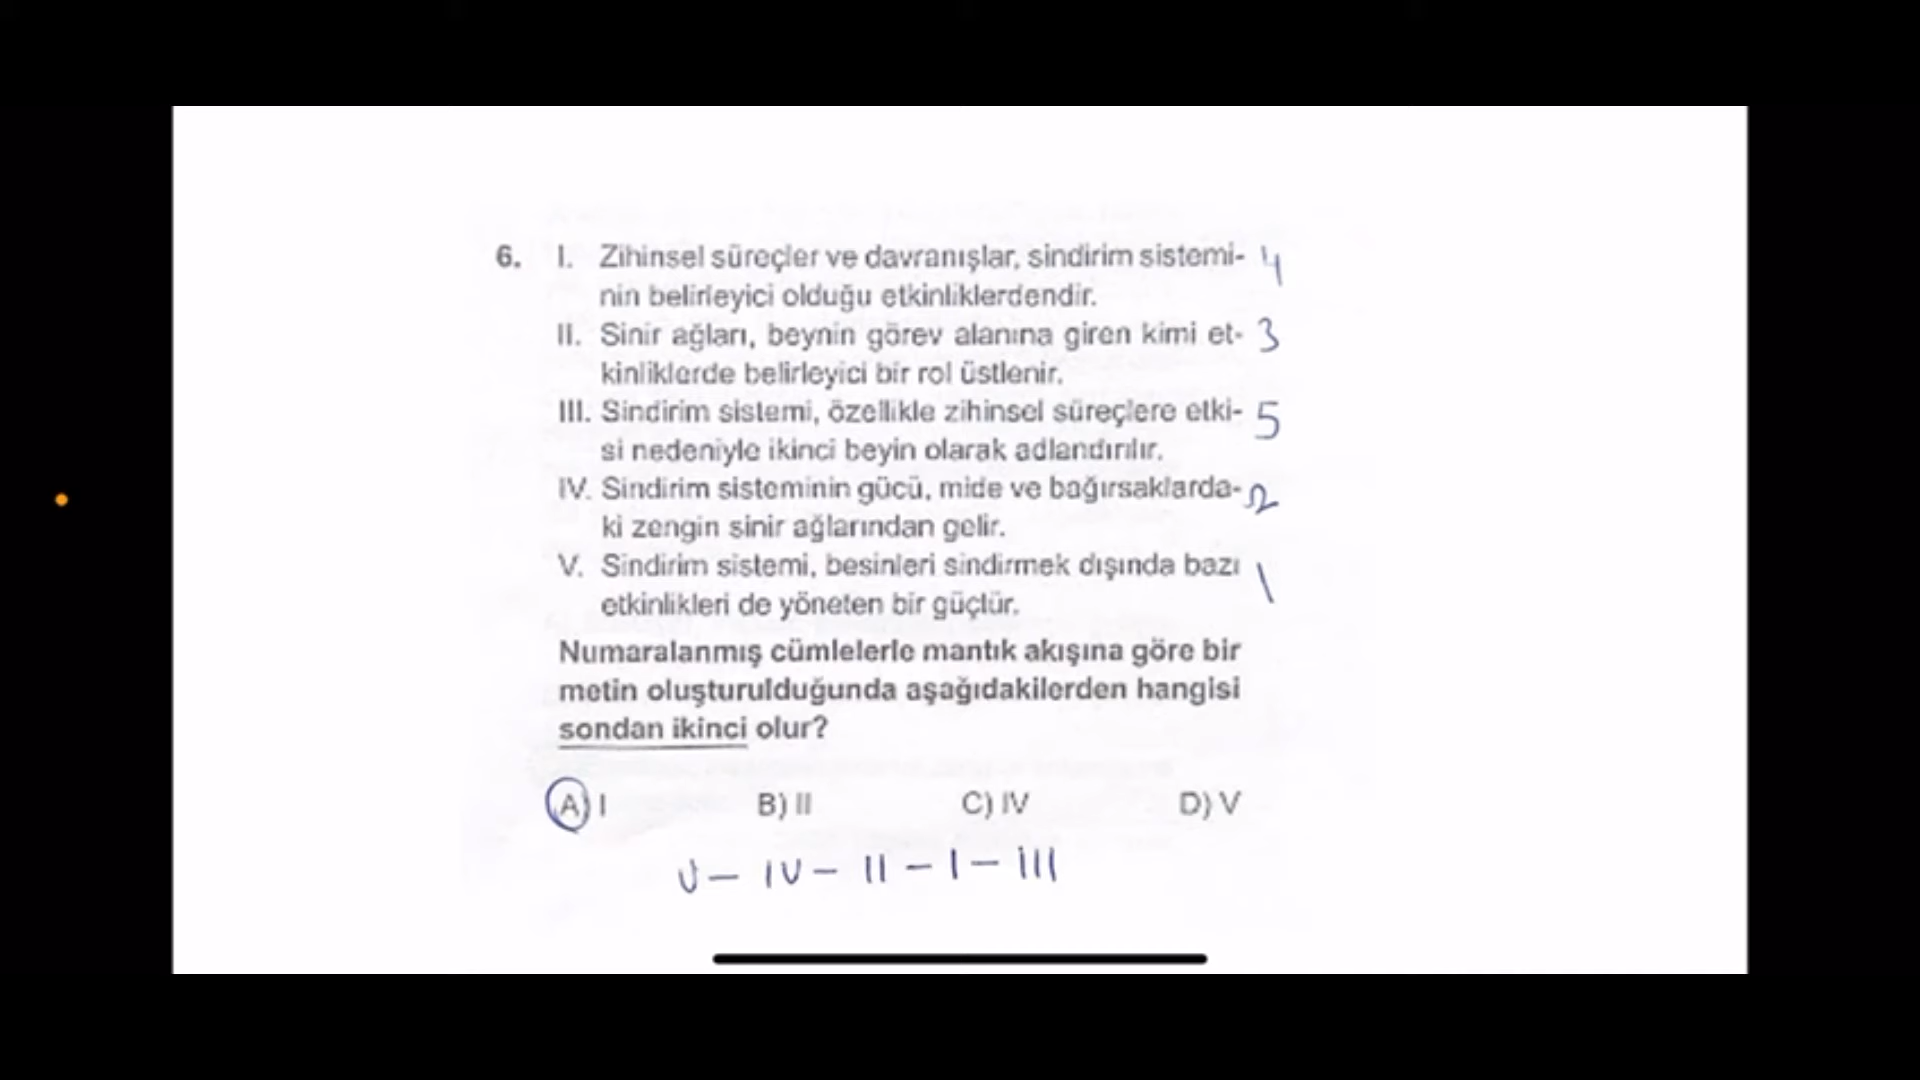 6. I. Zihinsel süreçler ve davranışlar, sindirim sistemi- 4
nin belirleyici olduğu etkinliklerdendir.
II. Sinir ağları, beynin görev alanına giren kimi et- 3
kinliklerde belirleyici bir rol üstlenir.
III. Sindirim sistemi, özellikle zihinsel süreçlere etki- 5
si nedeniyle ikinci beyin olarak adlandırılır.
IV. Sindirim sisteminin gücü, mide ve bağırsaklarda- 2
ki zengin sinir ağlarından gelir.
V. Sindirim sistemi, besinleri sindirmek dışında bazı 1
etkinlikleri de yöneten bir güçtür.
Numaralanmış cümlelerle mantık akışına göre bir
metin oluşturulduğunda aşağıdakilerden hangisi
sondan ikinci olur?
A) I B) II C) IV D) V
V – IV – II – I – III